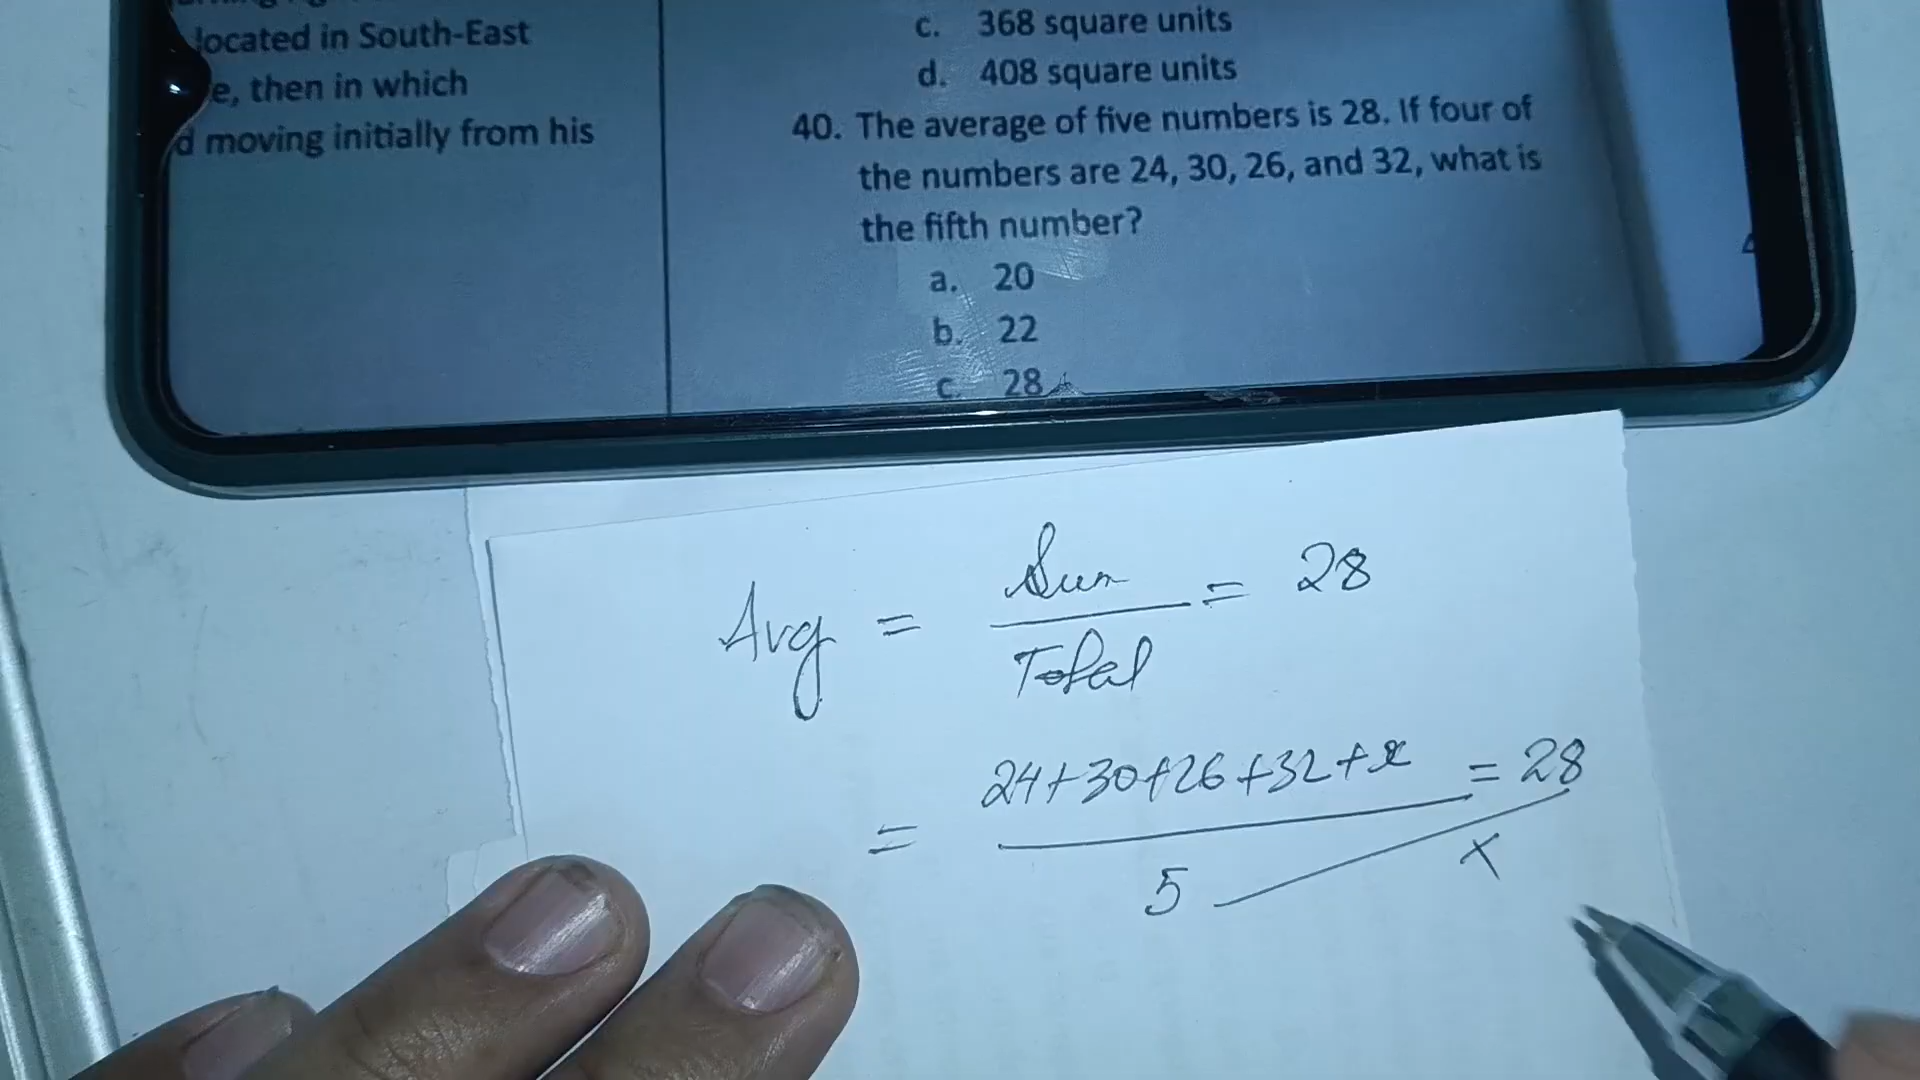 located in South-East
e, then in which
d moving initially from his
c. 368 square units
d. 408 square units
40. The average of five numbers is 28. If four of
the numbers are 24, 30, 26, and 32, what is
the fifth number?
a. 20
b. 22
c. 28
Avg = Sum = 28
Total
24+30+26+32+x = 28
=
5 x